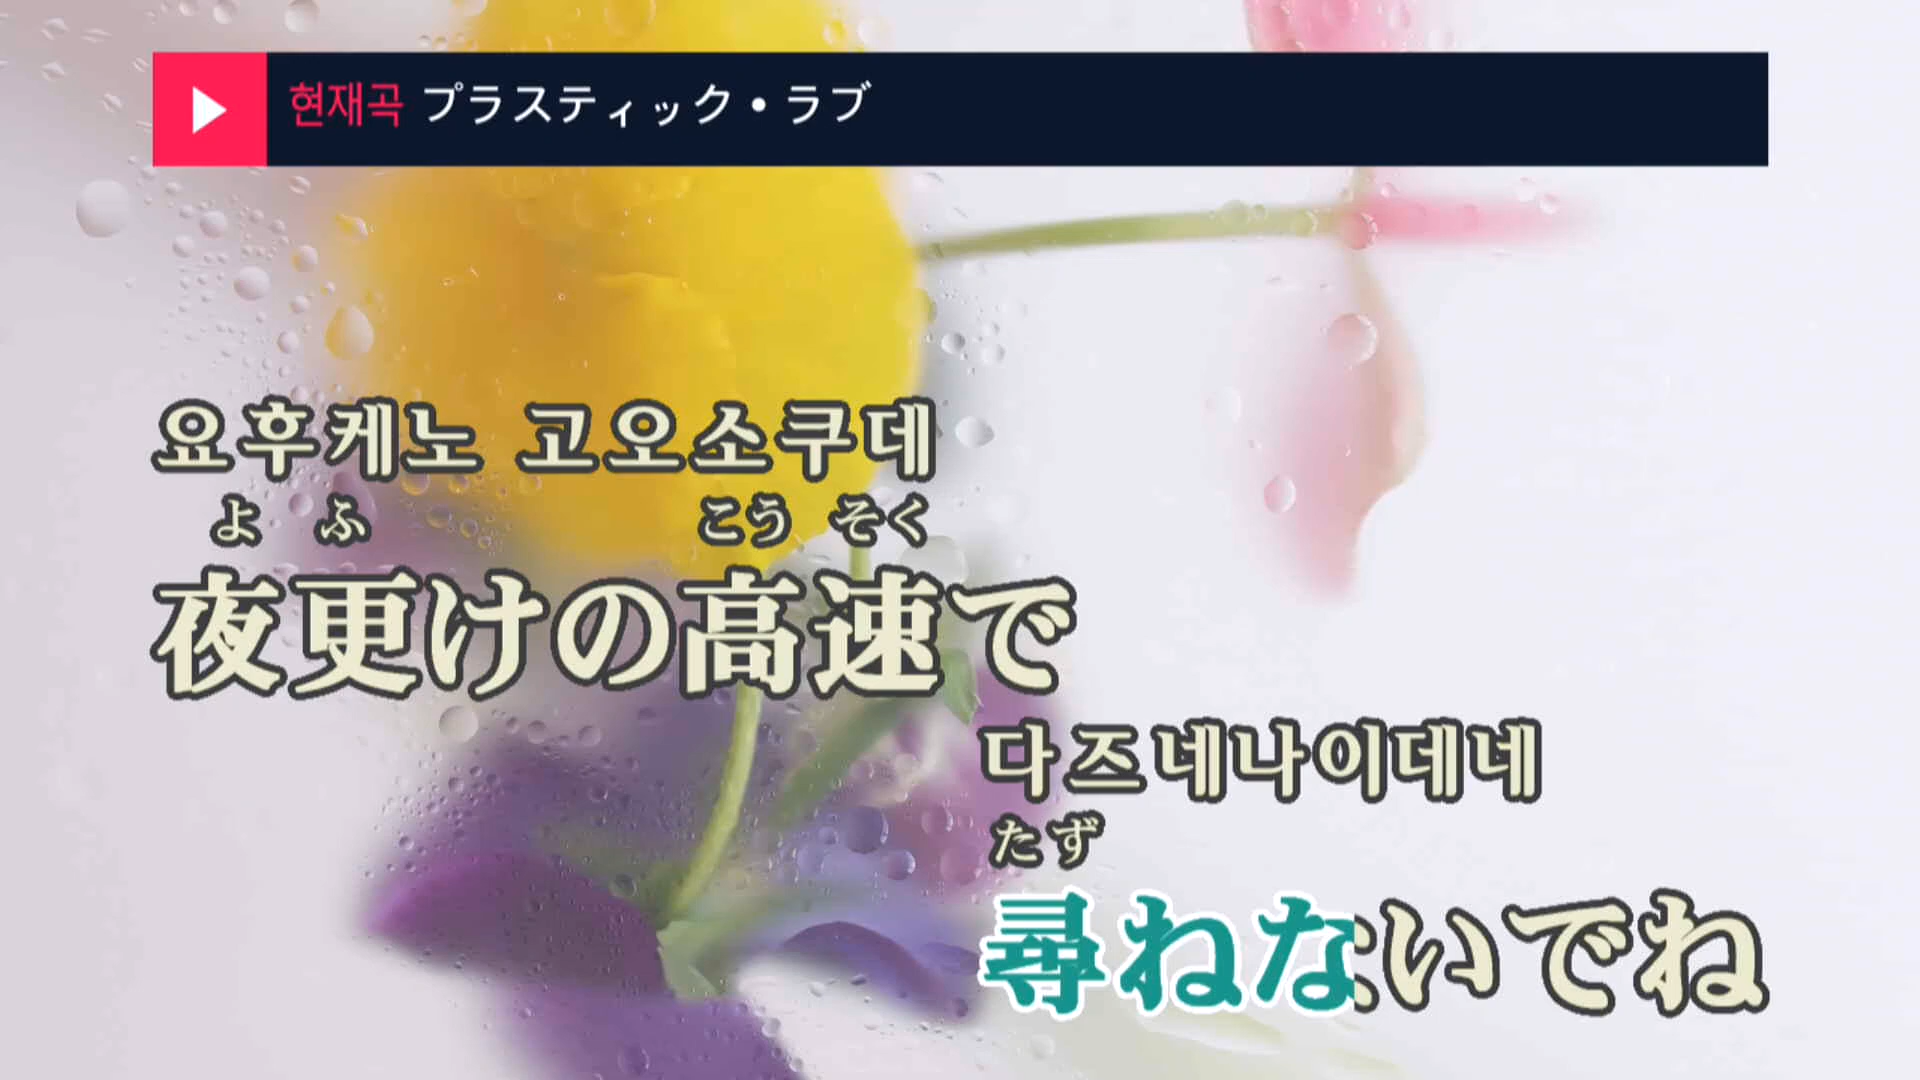 현재곡 プラスティック・ラブ
요후케노 고오소쿠데
よ ふ こう そく
夜更けの高速で
다즈네나이데네
たず
尋ねないでね